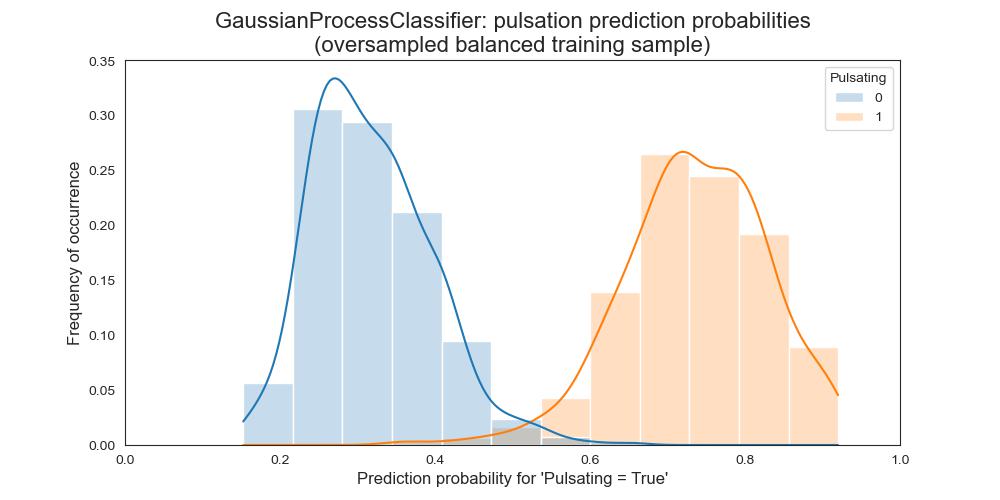 GaussianProcessClassifier: pulsation prediction probabilities
(oversampled balanced training sample)
Pulsating
0
1
Frequency of occurrence
0.35
0.30
0.25
0.20
0.15
0.10
0.05
0.00
0.0 0.2 0.4 0.6 0.8 1.0
Prediction probability for 'Pulsating = True'